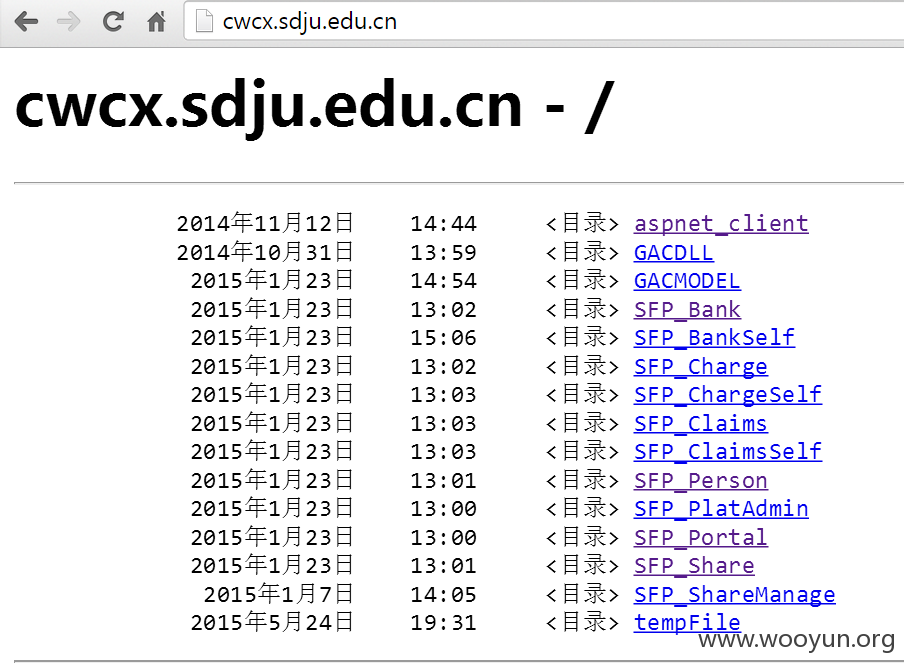 cwcx.sdju.edu.cn
cwcx.sdju.edu.cn - /
2014年11月12日 14:44 <目录> aspnet_client
2014年10月31日 13:59 <目录> GACDLL
2015年1月23日 14:54 <目录> GACMODEL
2015年1月23日 13:02 <目录> SFP_Bank
2015年1月23日 15:06 <目录> SFP_BankSelf
2015年1月23日 13:02 <目录> SFP_Charge
2015年1月23日 13:03 <目录> SFP_ChargeSelf
2015年1月23日 13:03 <目录> SFP_Claims
2015年1月23日 13:03 <目录> SFP_ClaimsSelf
2015年1月23日 13:01 <目录> SFP_Person
2015年1月23日 13:00 <目录> SFP_PlatAdmin
2015年1月23日 13:00 <目录> SFP_Portal
2015年1月23日 13:01 <目录> SFP_Share
2015年1月7日 14:05 <目录> SFP_ShareManage
2015年5月24日 19:31 <目录> tempFile
www.wooyun.org